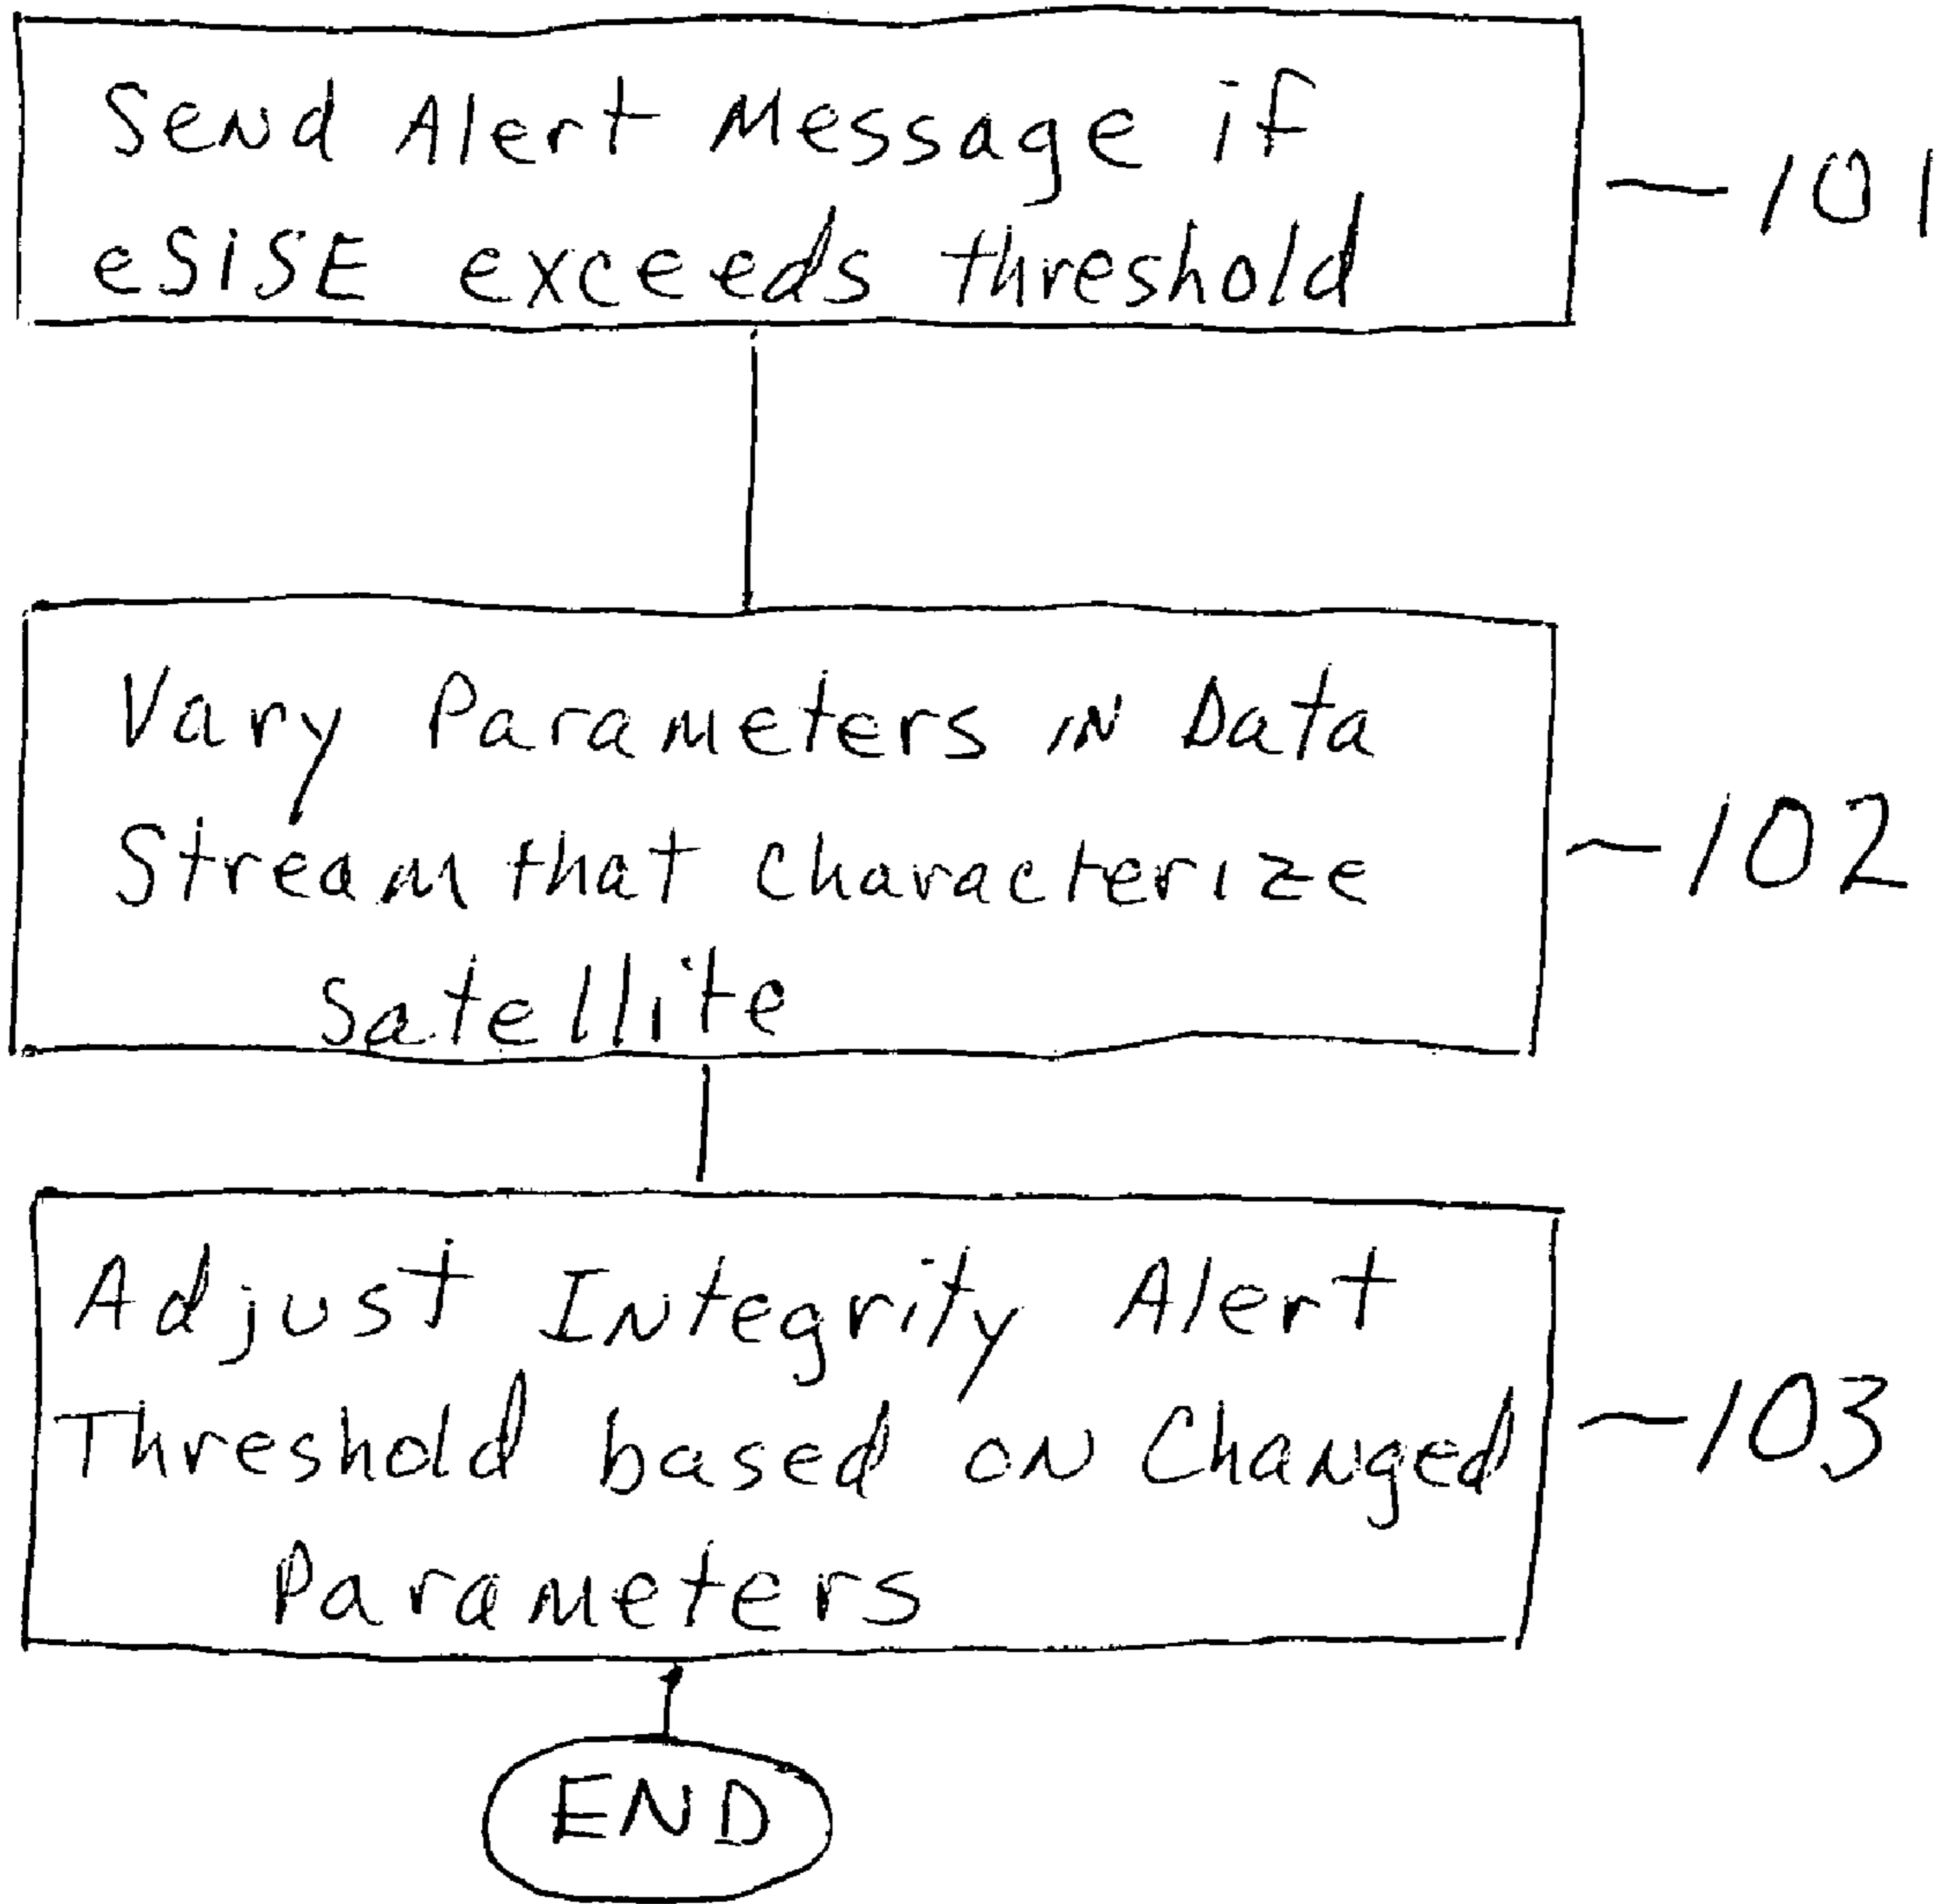 Send Alert Message if
eSISE exceeds threshold
101
Vary Parameters in Data
Stream that Characterize
Satellite
102
Adjust Integrity Alert
Threshold based on Changed
Parameters
103
END